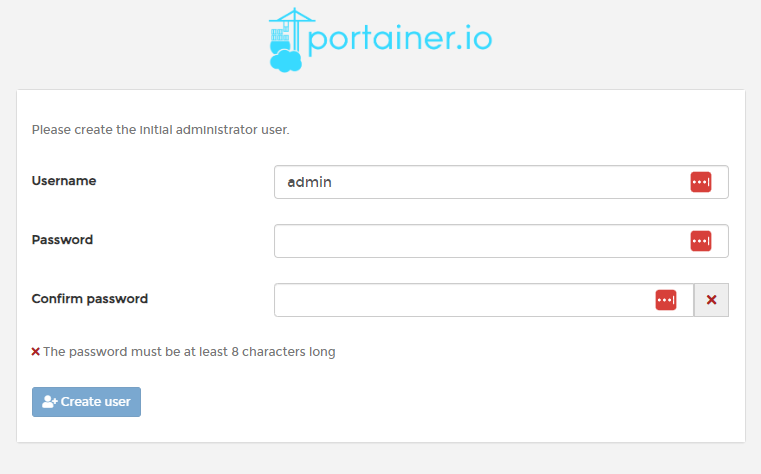 portainer.io
Please create the initial administrator user.
Username
admin
Password
Confirm password
The password must be at least 8 characters long
Create user